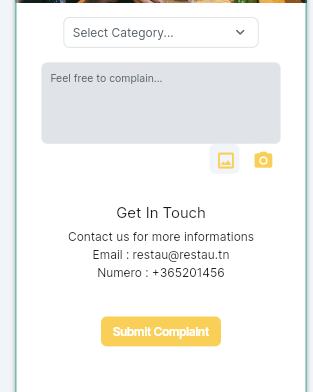 Select Category...
Feel free to complain...
Get In Touch
Contact us for more informations
Email : restau@restau.tn
Numero : +365201456
Submit Complaint